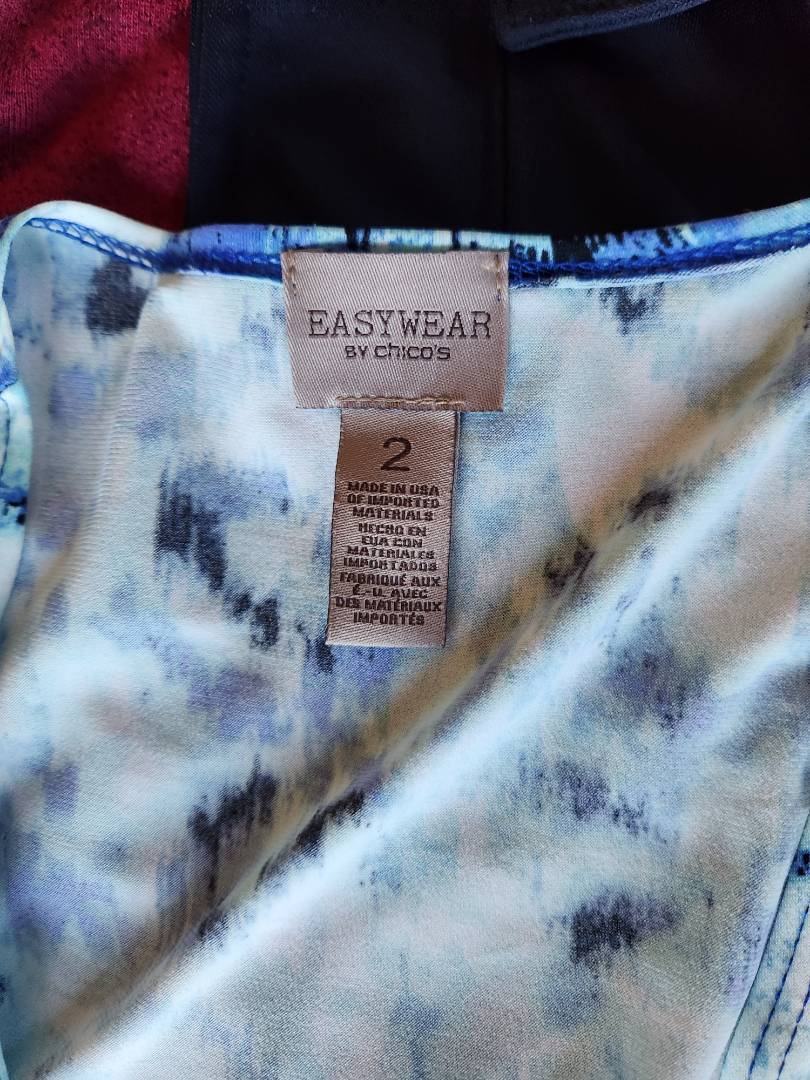 EASYWEAR
BY chico's
2
MADE IN USA
OF IMPORTED
MATERIALS
HECHO EN
EUA CON
MATERIALES
IMPORTADOS
FABRIQUÉ AUX
É.-U. AVEC
DES MATÉRIAUX
IMPORTÉS